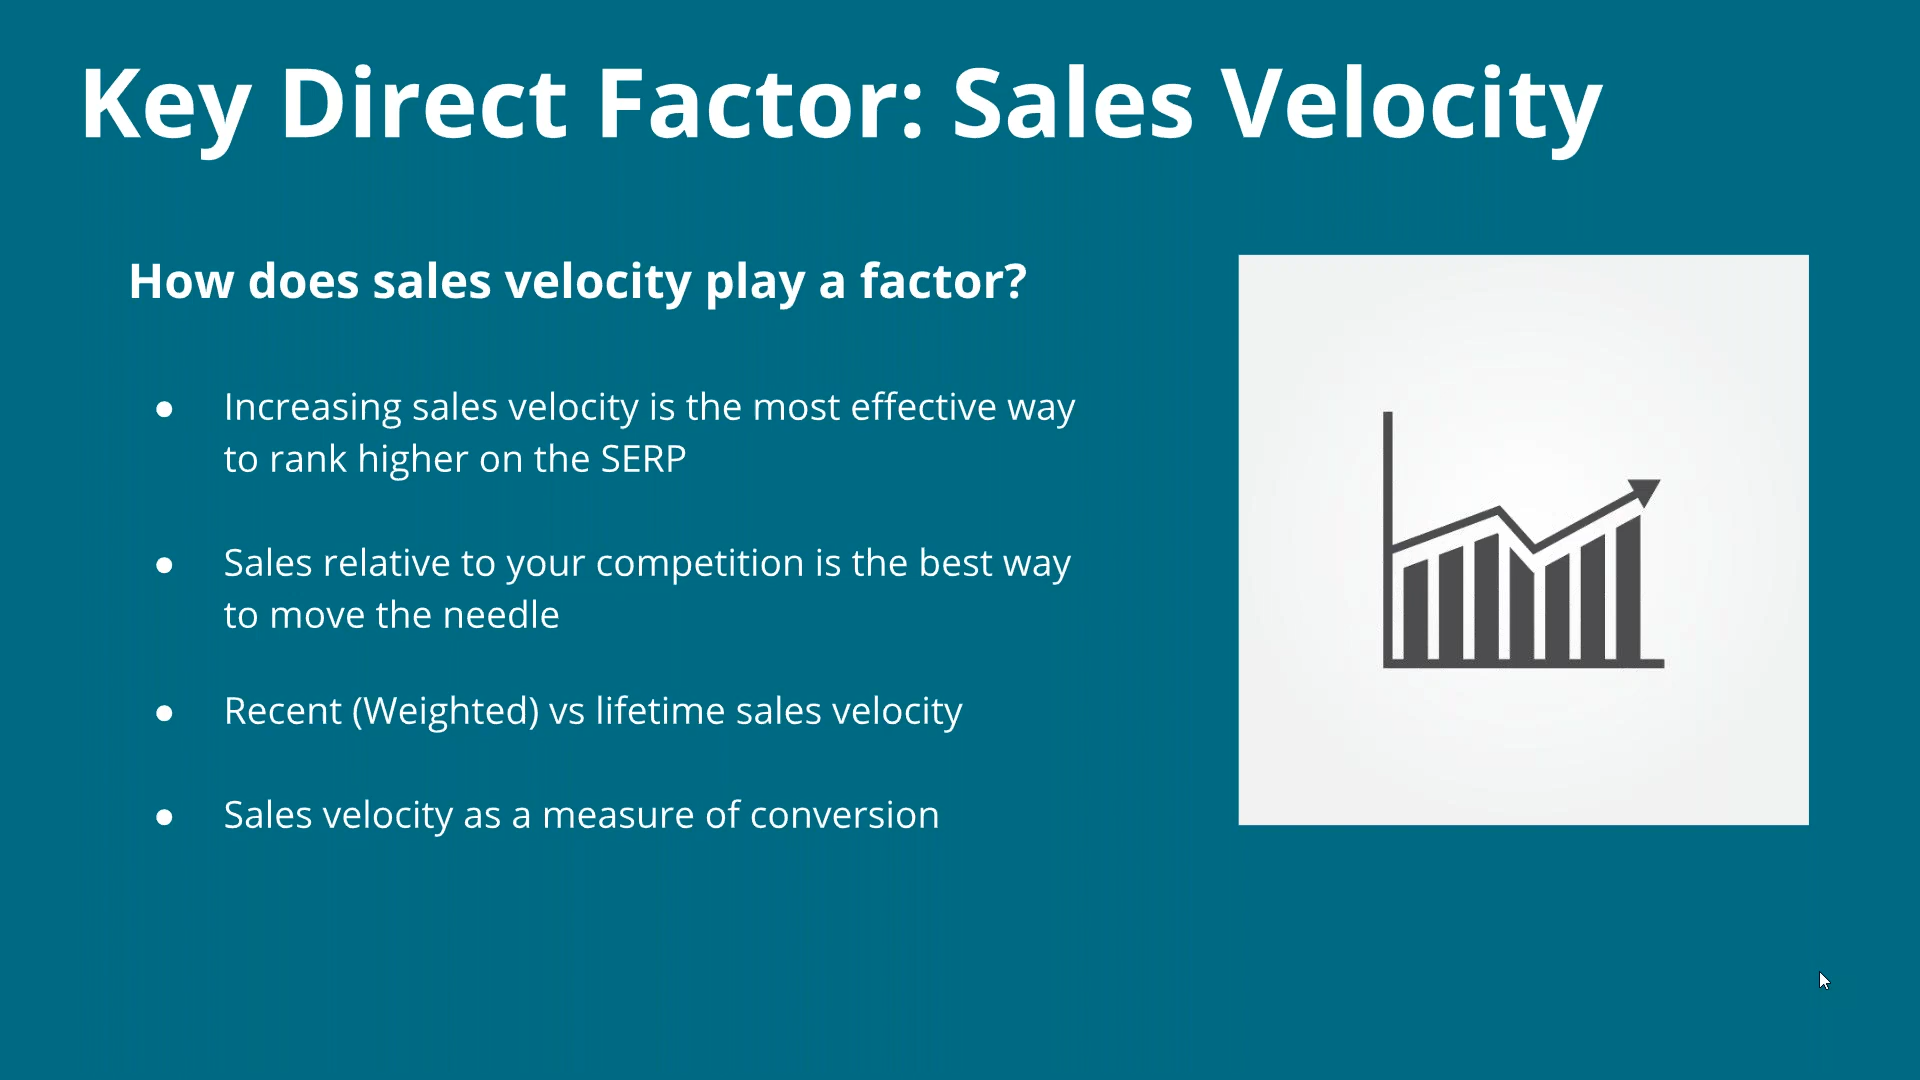 Key Direct Factor: Sales Velocity
How does sales velocity play a factor?
● Increasing sales velocity is the most effective way
to rank higher on the SERP
● Sales relative to your competition is the best way
to move the needle
● Recent (Weighted) vs lifetime sales velocity
● Sales velocity as a measure of conversion